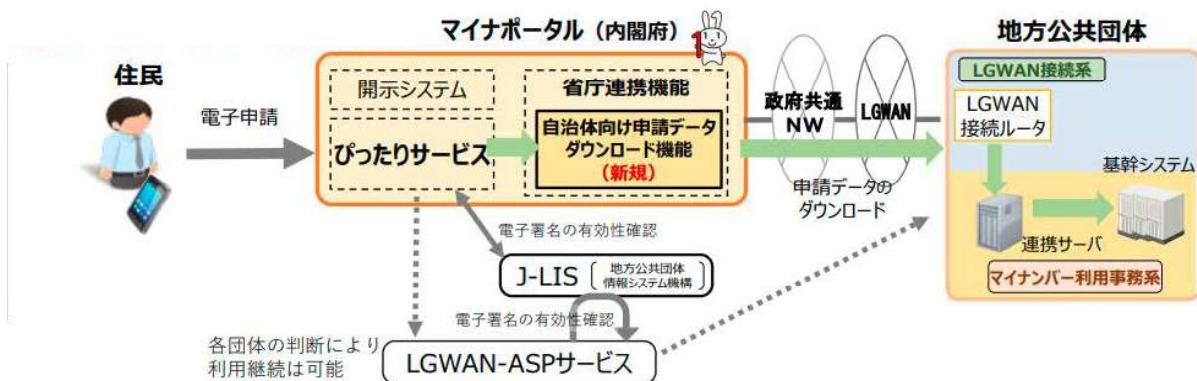 マイナポータル（内閣府）
1
地方公共団体
住民
電子申請
開示システム
ぴったりサービス
省庁連携機能
自治体向け申請データ
ダウンロード機能
（新規）
政府共通
NW
LGWAN
申請データの
ダウンロード
LGWAN接続系
LGWAN
接続ルータ
基幹システム
連携サーバ
マイナンバー利用事務系
電子署名の有効性確認
J-LIS
地方公共団体
情報システム機構
電子署名の有効性確認
各団体の判断により
利用継続は可能
LGWAN-ASPサービス